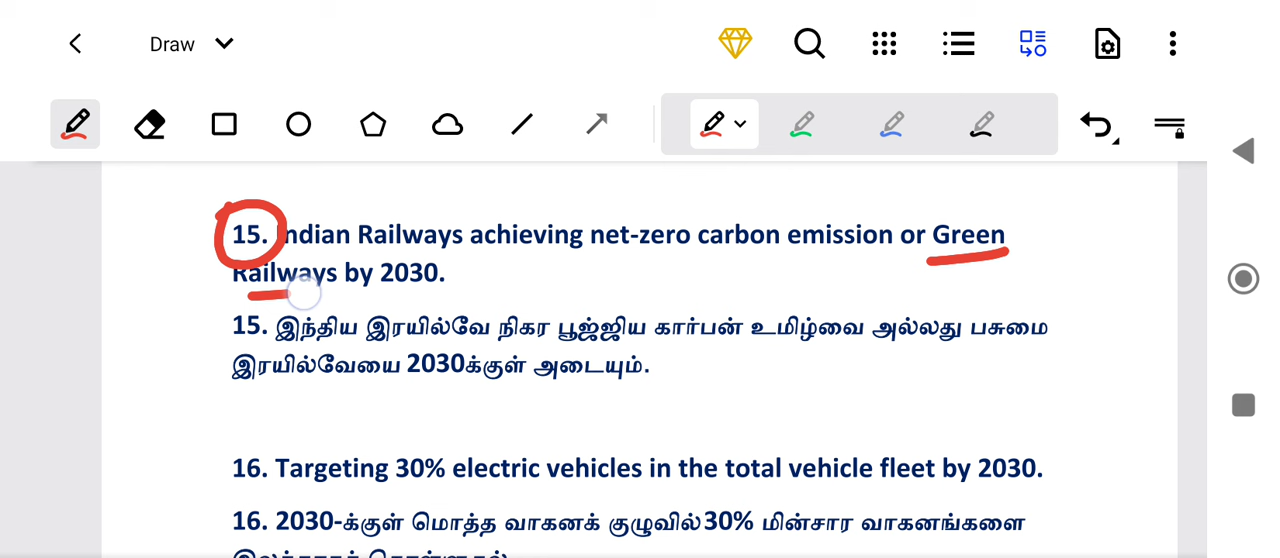 Draw
15. Indian Railways achieving net-zero carbon emission or Green
Railways by 2030.
15. இந்திய இரயில்வே நிகர பூஜ்ஜிய கார்பன் உமிழ்வை அல்லது பசுமை
இரயில்வேயை 2030க்குள் அடையும்.
16. Targeting 30% electric vehicles in the total vehicle fleet by 2030.
16. 2030-க்குள் மொத்த வாகனக் குழுவில் 30% மின்சார வாகனங்களை